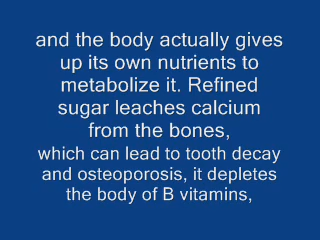 and the body actually gives
up its own nutrients to
metabolize it. Refined
sugar leaches calcium
from the bones,
which can lead to tooth decay
and osteoporosis, it depletes
the body of B vitamins,